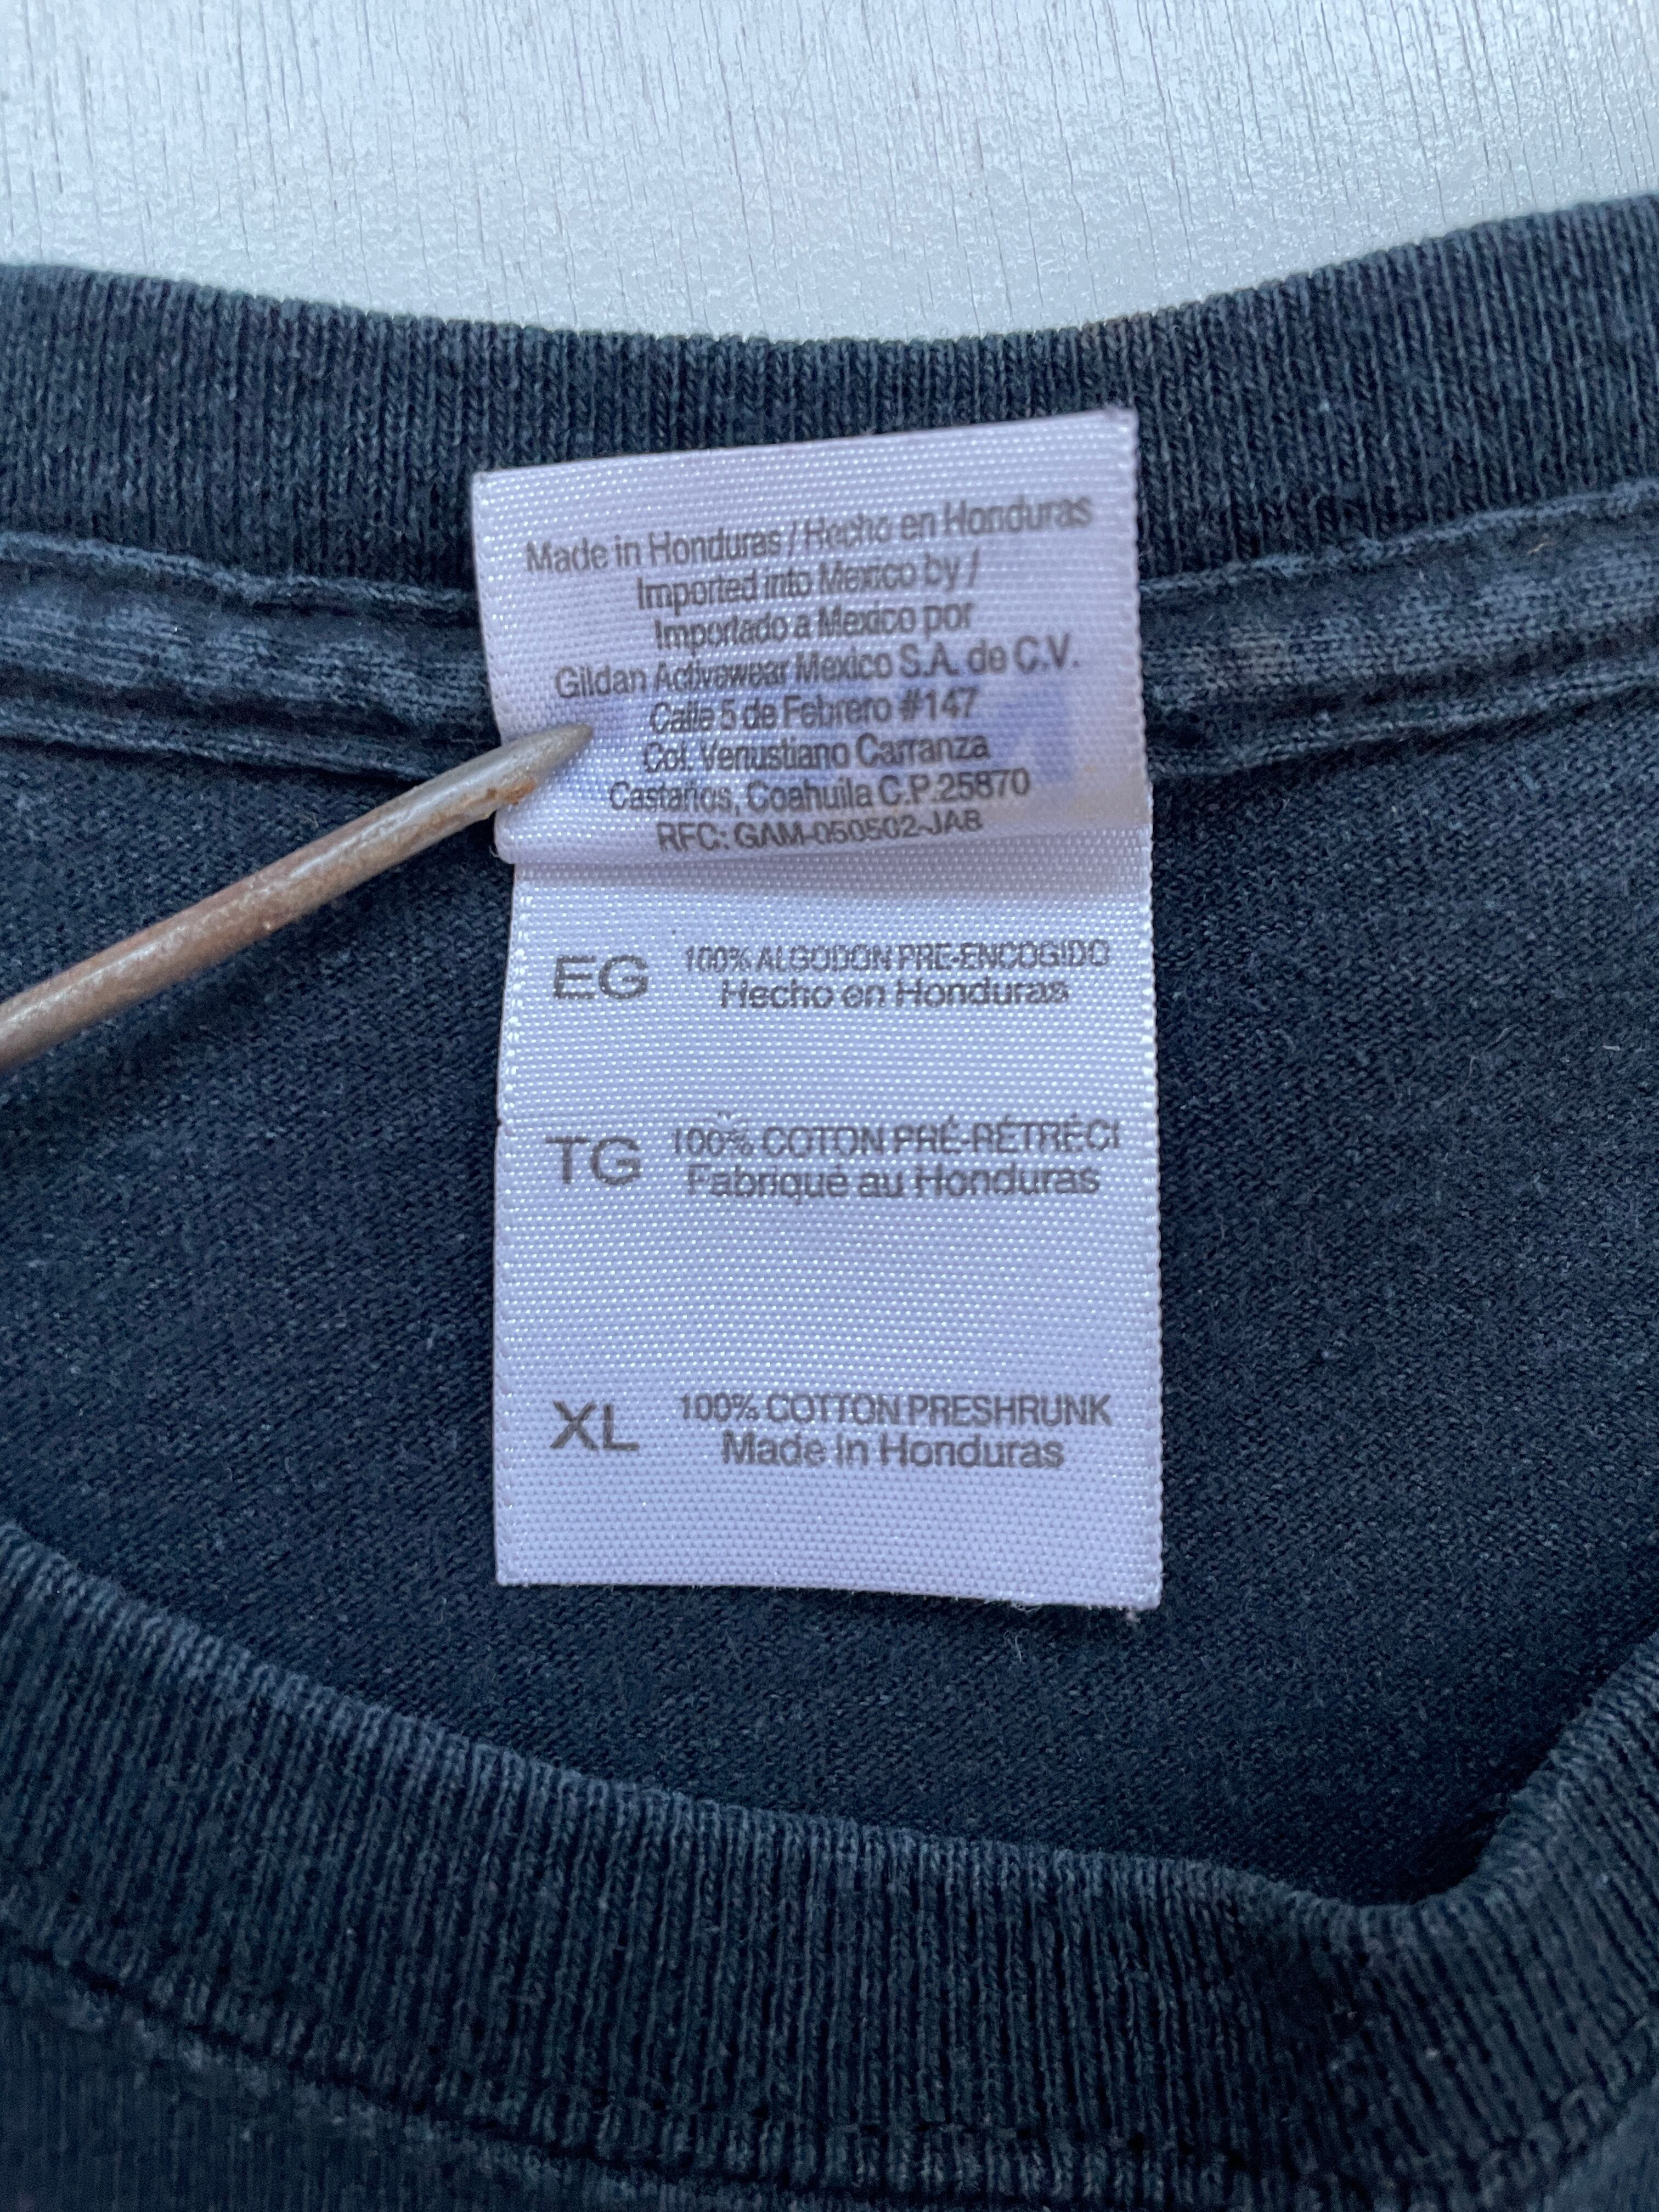 Made in Honduras / Hecho en Honduras
Imported into Mexico by /
Importado a Mexico por
Gildan Activewear Mexico S.A. de C.V.
Calle 5 de Febrero #147
Col. Venustiano Carranza
Castaños, Coahuila C.P. 25870
RFC: GAM-050502-JA8
EG 100% ALGODON PRE-ENCOGIDO
Hecho en Honduras
TG 100% COTON PRÉ-RÉTRÉCI
Fabriqué au Honduras
XL 100% COTTON PRESHRUNK
Made in Honduras